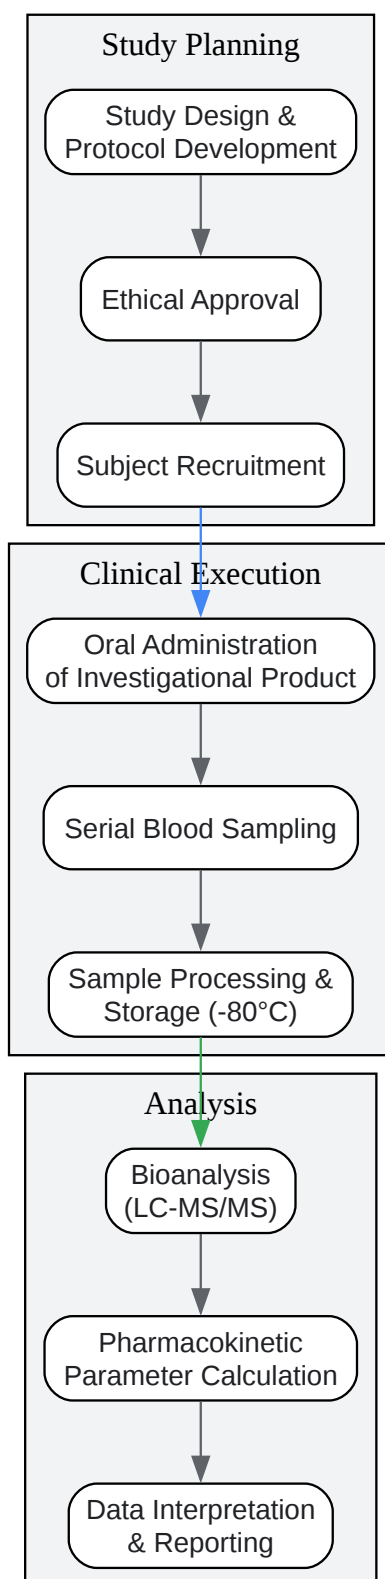 Study Planning
Study Design &
Protocol Development
Ethical Approval
Subject Recruitment
Clinical Execution
Oral Administration
of Investigational Product
Serial Blood Sampling
Sample Processing &
Storage (-80°C)
Analysis
Bioanalysis
(LC-MS/MS)
Pharmacokinetic
Parameter Calculation
Data Interpretation
& Reporting